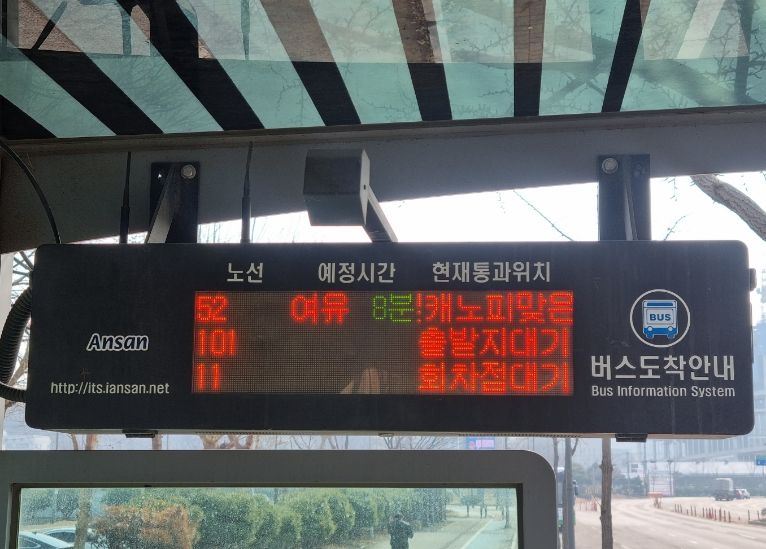 노선 예정시간 현재통과위치
52 여유 8분 캐노피맞은
101 출발지대기
11 회차점대기
Ansan
http://its.iansan.net
BUS
버스도착안내
Bus Information System